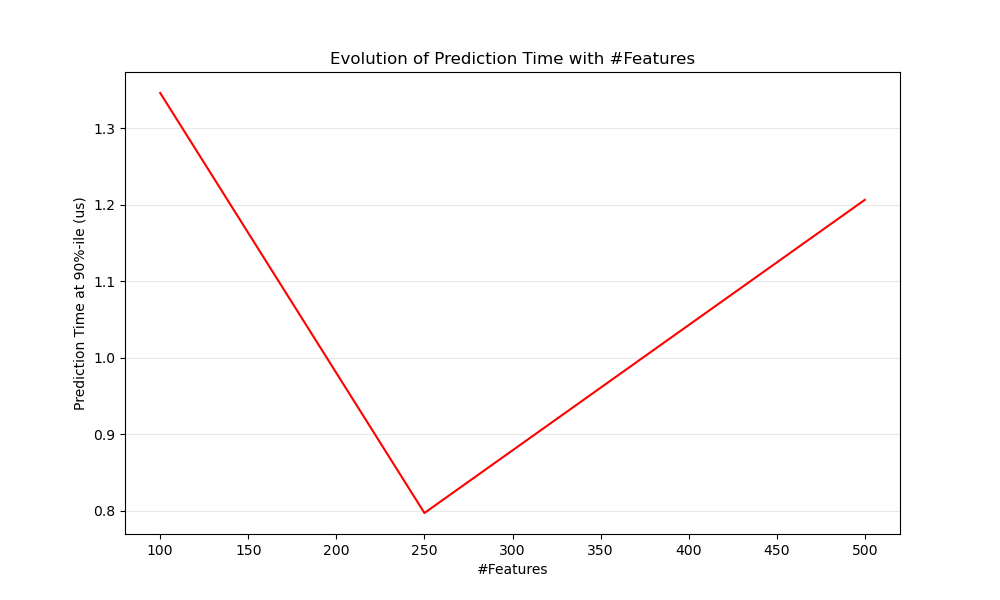 Evolution of Prediction Time with #Features
Prediction Time at 90%-ile (us)
1.3
1.2
1.1
1.0
0.9
0.8
100 150 200 250 300 350 400 450 500
#Features